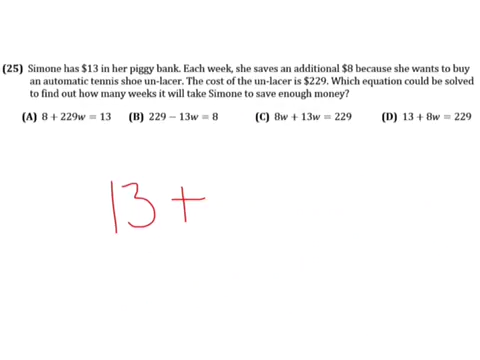 (25) Simone has $13 in her piggy bank. Each week, she saves an additional $8 because she wants to buy
an automatic tennis shoe un-lacer. The cost of the un-lacer is $229. Which equation could be solved
to find out how many weeks it will take Simone to save enough money?
(A) 8 + 229w = 13 (B) 229 − 13w = 8 (C) 8w + 13w = 229 (D) 13 + 8w = 229
13 +